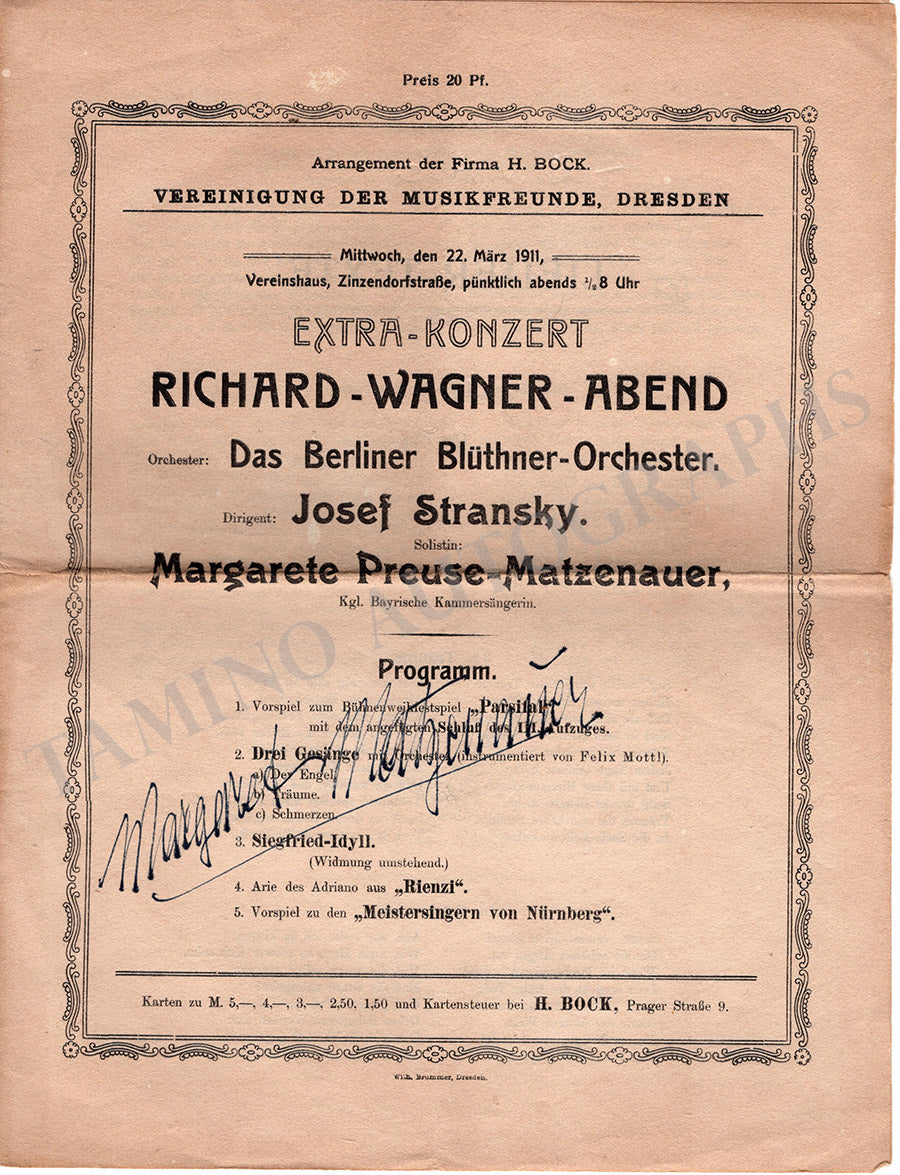 Preis 20 Pf.
Arrangement der Firma H. BOCK.
VEREINIGUNG DER MUSIKFREUNDE, DRESDEN
Mittwoch, den 22. März 1911,
Vereinshaus, Zinzendorfstraße, pünktlich abends ½8 Uhr
EXTRA-KONZERT
RICHARD-WAGNER-ABEND
Orchester: Das Berliner Blüthner-Orchester.
Dirigent: Josef Stransky.
Solistin:
Margarete Preuse-Matzenauer,
Kgl. Bayrische Kammersängerin.
Programm.
1. Vorspiel zum Bühnenweihfestspiel „Parsifal“
mit dem angefügten Schluß des III. Aufzuges.
2. Drei Gesänge mit Orchester (instrumentiert von Felix Mottl).
a) Der Engel.
b) Träume.
c) Schmerzen.
3. Siegfried-Idyll.
(Widmung umstehend.)
4. Arie des Adriano aus „Rienzi“.
5. Vorspiel zu den „Meistersingern von Nürnberg“.
Margaret Matzenauer
Karten zu M. 5,—, 4,—, 3,—, 2,50, 1,50 und Kartensteuer bei H. BOCK, Prager Straße 9.
Wilh. Brummer, Dresden.
TAMINO AUTOGRAPHS